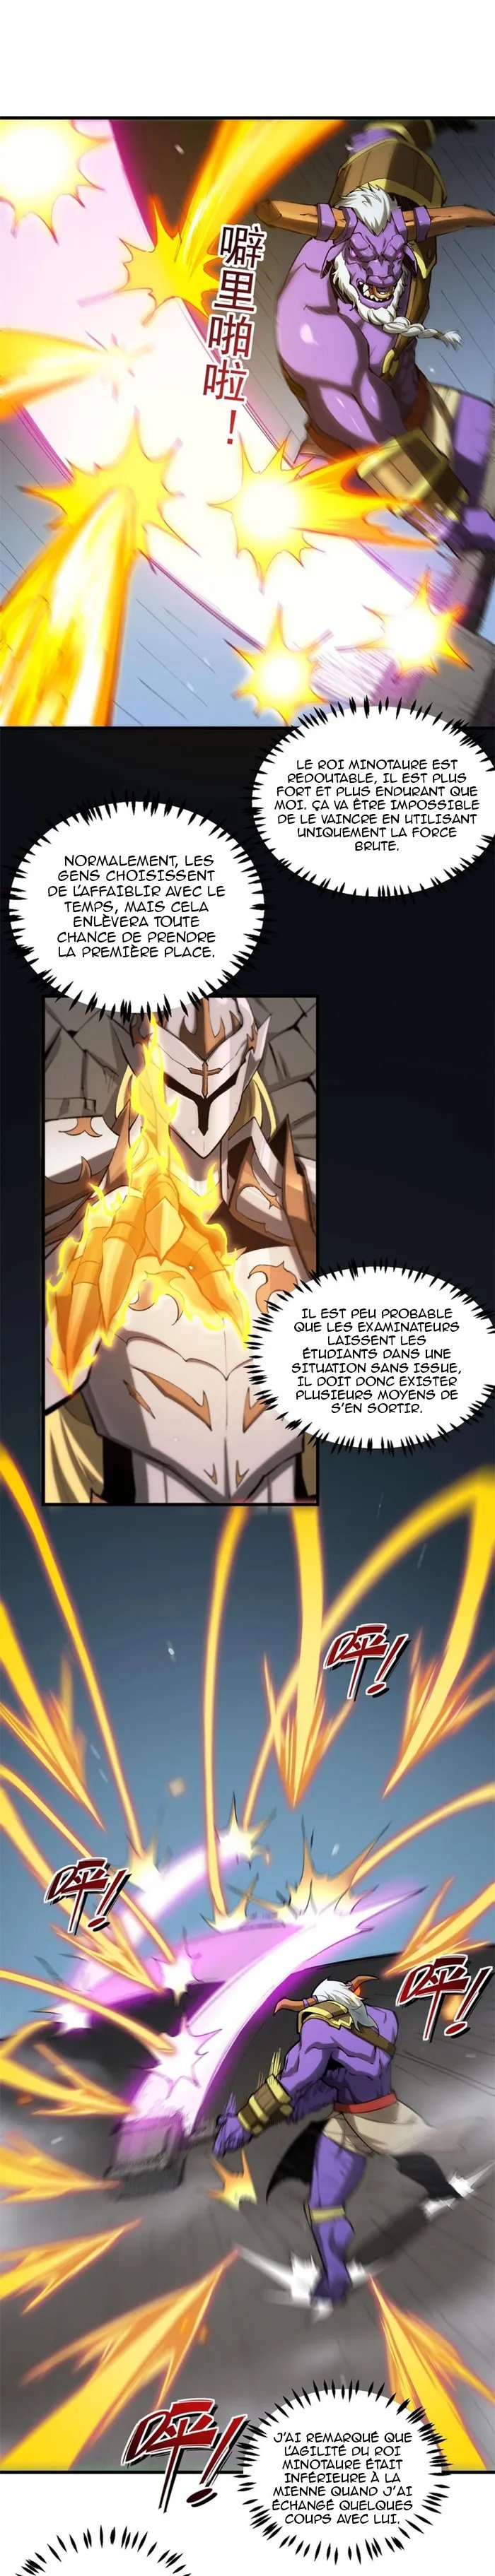 噼里啪啦！
LE ROI MINOTAURE EST
REDOUTABLE, IL EST PLUS
FORT ET PLUS ENDURANT QUE
MOI. ÇA VA ÊTRE IMPOSSIBLE
DE LE VAINCRE EN UTILISANT
UNIQUEMENT LA FORCE
BRUTE.
NORMALEMENT, LES
GENS CHOISISSENT
DE L'AFFAIBLIR AVEC LE
TEMPS, MAIS CELA
ENLÈVERA TOUTE
CHANCE DE PRENDRE
LA PREMIÈRE PLACE.
IL EST PEU PROBABLE
QUE LES EXAMINATEURS
LAISSENT LES
ÉTUDIANTS DANS UNE
SITUATION SANS ISSUE,
IL DOIT DONC EXISTER
PLUSIEURS MOYENS DE
S'EN SORTIR.
呯！
呯！
呯！
呯！
J'AI REMARQUÉ QUE
L'AGILITÉ DU ROI
MINOTAURE ÉTAIT
INFÉRIEURE À LA
MIENNE QUAND J'AI
ÉCHANGÉ QUELQUES
COUPS AVEC LUI.